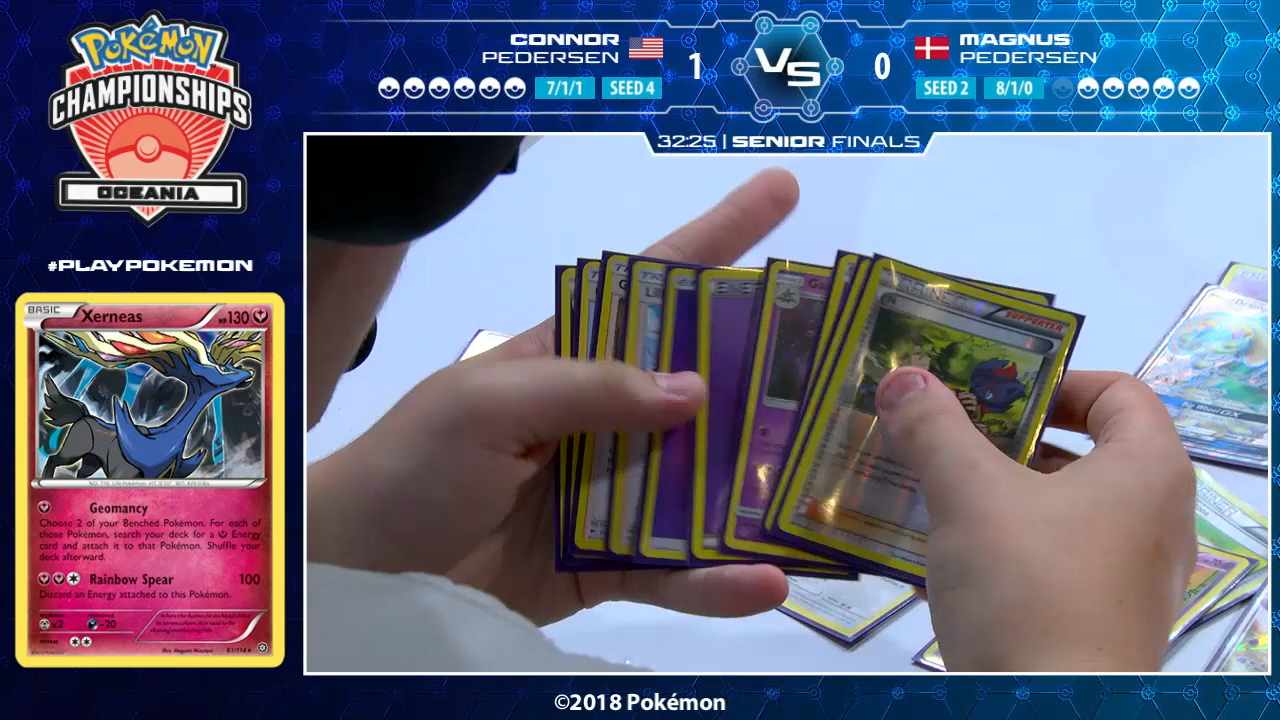 POKÉMON
CHAMPIONSHIPS
OCEANIA
#PLAYPOKEMON
CONNOR
PEDERSEN
7/1/1
SEED 4
1
VS
0
MAGNUS
PEDERSEN
SEED 2
8/1/0
32:25 | SENIOR FINALS
BASIC
Xerneas
HP130
Geomancy
Choose 2 of your Benched Pokémon. For each of
those Pokémon, search your deck for a Energy
card and attach it to that Pokémon. Shuffle your
deck afterward.
Rainbow Spear 100
Discard an Energy attached to this Pokémon.
x2
-20
81/114
N
SUPPORTER
©2018 Pokémon